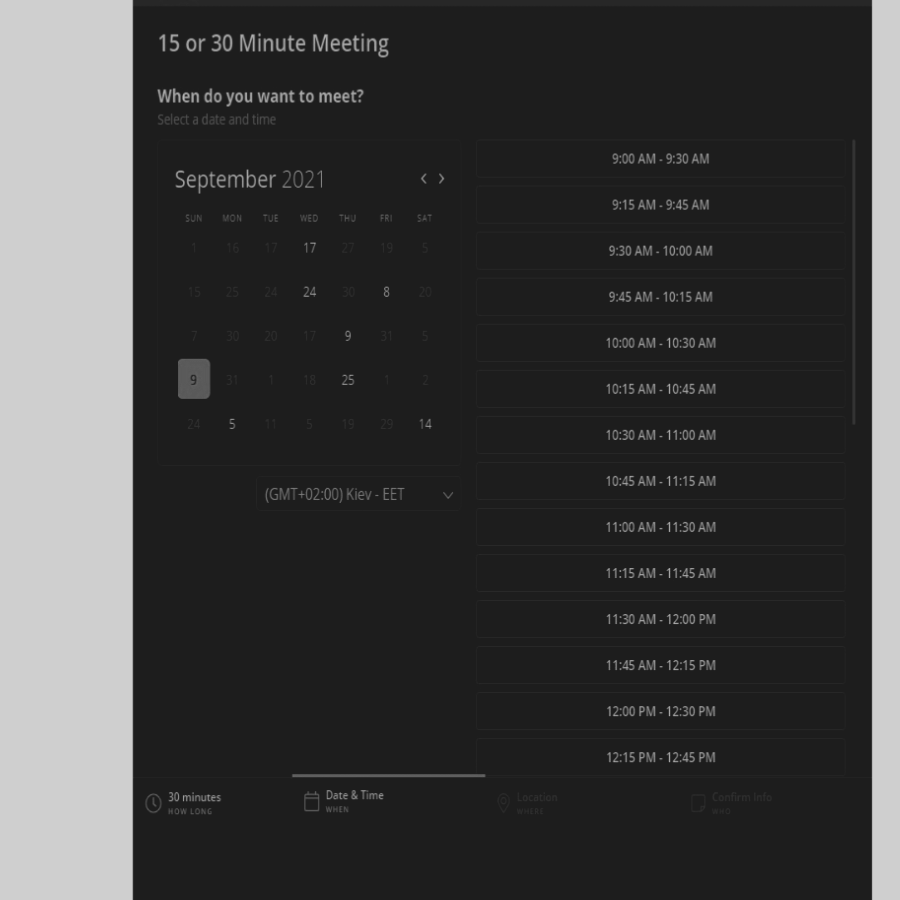 15 or 30 Minute Meeting
When do you want to meet?
Select a date and time
September 2021
SUN MON TUE WED THU FRI SAT
1 16 17 17 27 19 5
15 25 24 24 30 8 20
7 30 20 17 9 31 5
9 31 1 18 25 1 2
24 5 11 5 19 29 14
(GMT+02:00) Kiev - EET
9:00 AM - 9:30 AM
9:15 AM - 9:45 AM
9:30 AM - 10:00 AM
9:45 AM - 10:15 AM
10:00 AM - 10:30 AM
10:15 AM - 10:45 AM
10:30 AM - 11:00 AM
10:45 AM - 11:15 AM
11:00 AM - 11:30 AM
11:15 AM - 11:45 AM
11:30 AM - 12:00 PM
11:45 AM - 12:15 PM
12:00 PM - 12:30 PM
12:15 PM - 12:45 PM
30 minutes
HOW LONG
Date & Time
WHEN
Location
WHERE
Confirm Info
WHO